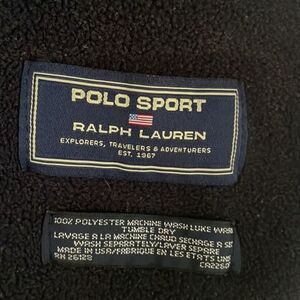 POLO SPORT
RALPH LAUREN
EXPLORERS, TRAVELERS & ADVENTURERS
EST. 1967
100% POLYESTER MACHINE WASH LUKE WARM
TUMBLE DRY
LAVAGE A LA MACHINE CHAUD SECHAGE A
WASH SEPARATELY/LAVER SEPARE
MADE IN USA/FABRIQUE EN LES ETATS UNIS
RN 26128